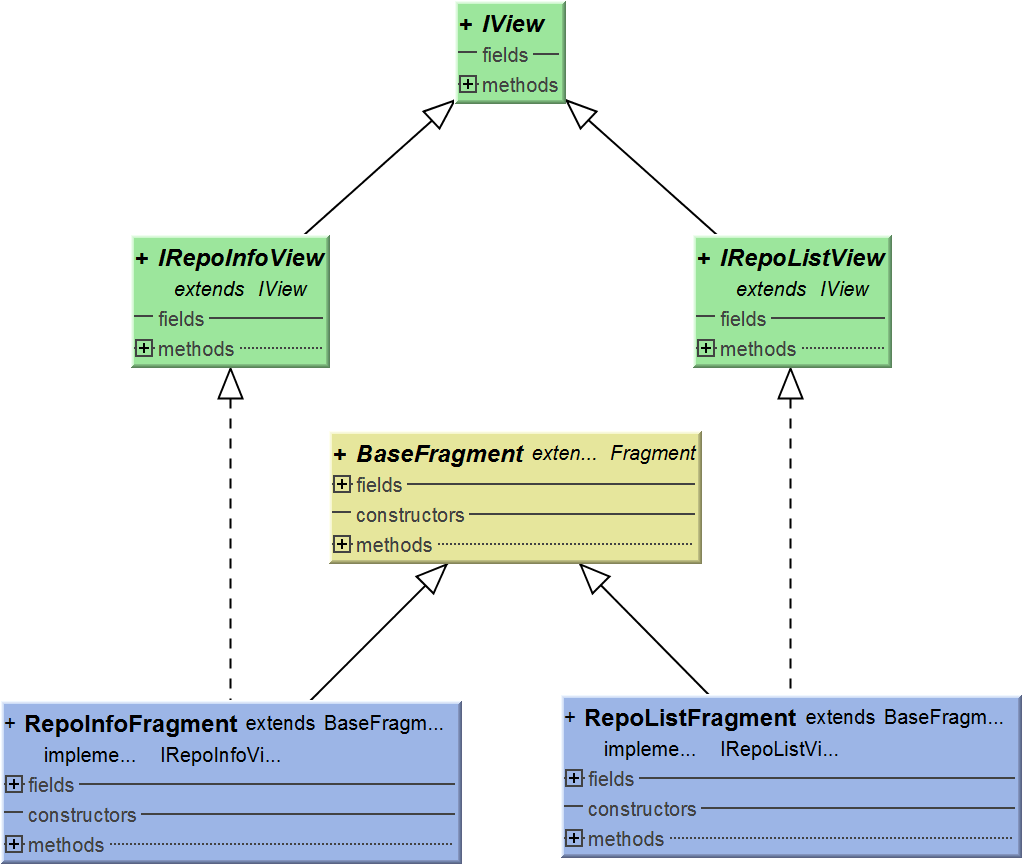 + IView
fields
+ methods
+ IRepoInfoView
extends IView
fields
+ methods
+ IRepoListView
extends IView
fields
+ methods
+ BaseFragment exten... Fragment
+ fields
constructors
+ methods
+ RepoInfoFragment extends BaseFragm...
impleme... IRepoInfoVi...
+ fields
constructors
+ methods
+ RepoListFragment extends BaseFragm...
impleme... IRepoListVi...
+ fields
constructors
+ methods